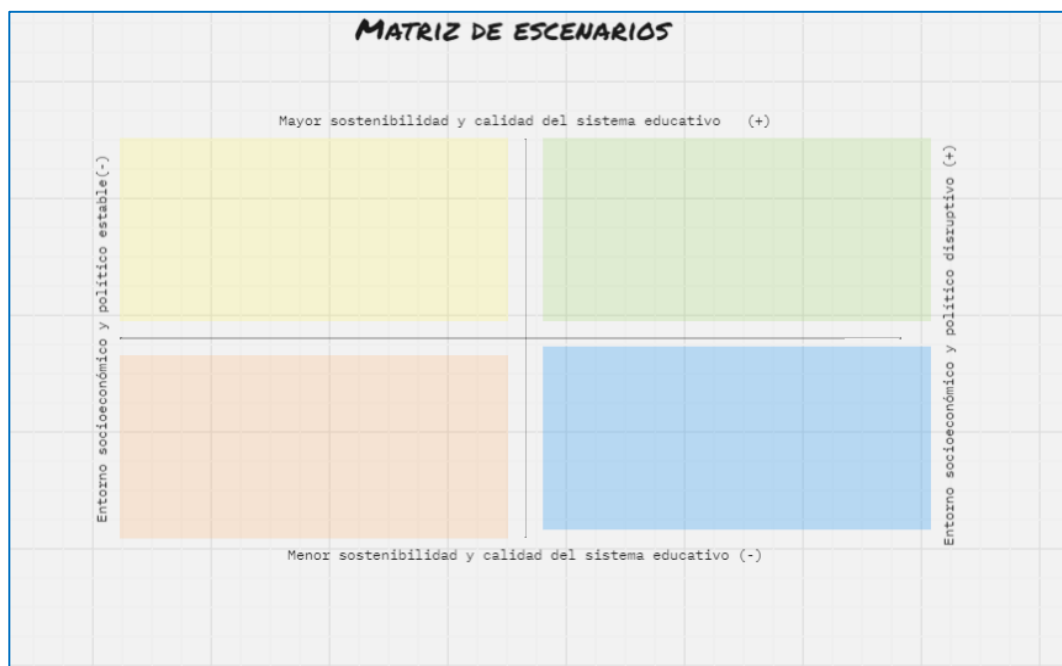 MATRIZ DE ESCENARIOS
Mayor sostenibilidad y calidad del sistema educativo (+)
Entorno socioeconómico y político estable(-)
Entorno socioeconómico y político disruptivo (+)
Menor sostenibilidad y calidad del sistema educativo (-)